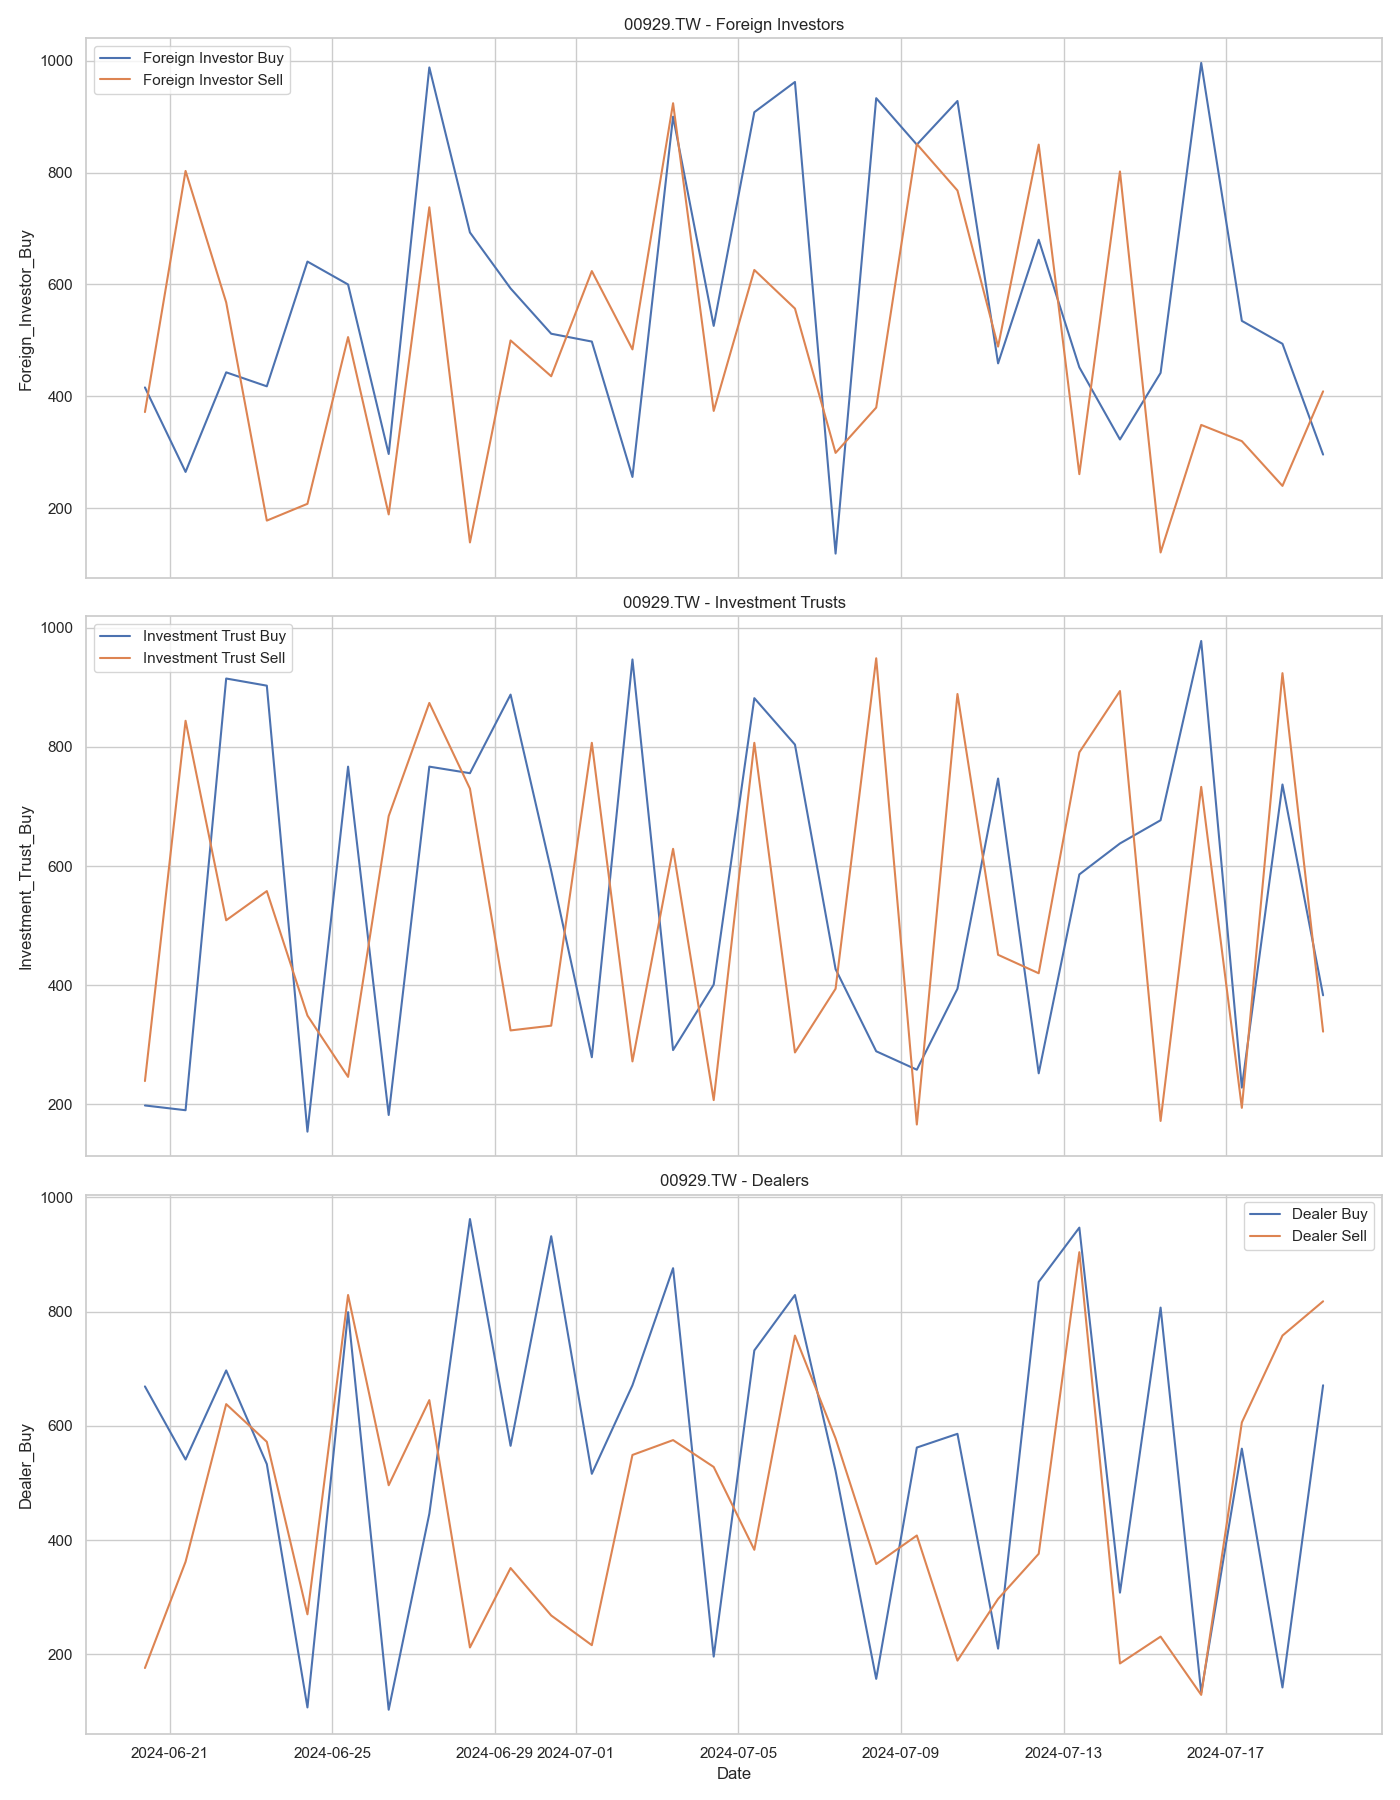 00929.TW - Foreign Investors
Foreign Investor Buy
Foreign Investor Sell
1000
800
600
400
200
Foreign_Investor_Buy
00929.TW - Investment Trusts
Investment Trust Buy
Investment Trust Sell
1000
800
600
400
200
Investment_Trust_Buy
00929.TW - Dealers
Dealer Buy
Dealer Sell
1000
800
600
400
200
Dealer_Buy
2024-06-21 2024-06-25 2024-06-29 2024-07-01 2024-07-05 2024-07-09 2024-07-13 2024-07-17
Date